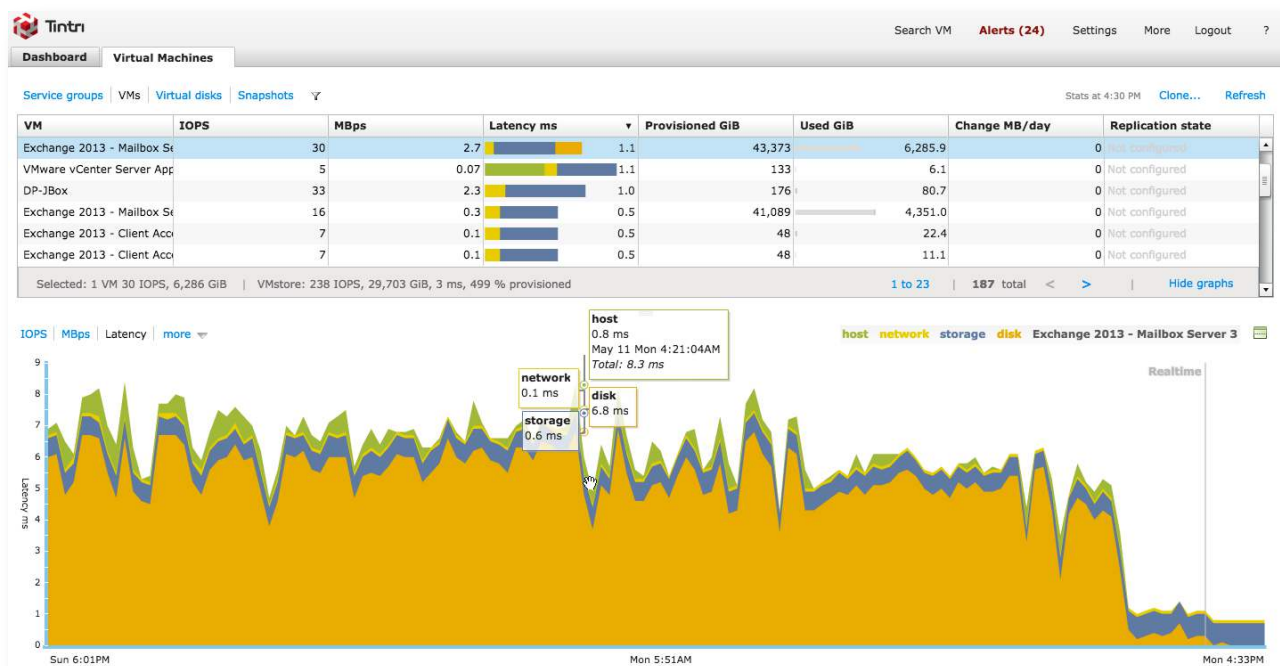 Tintri
Search VM Alerts (24) Settings More Logout ?
Dashboard Virtual Machines
Service groups VMs Virtual disks Snapshots Stats at 4:30 PM Clone... Refresh
VM IOPS MBps Latency ms Provisioned GiB Used GiB Change MB/day Replication state
Exchange 2013 - Mailbox Se 30 2.7 1.1 43,373 6,285.9 0 Not configured
VMware vCenter Server App 5 0.07 1.1 133 6.1 0 Not configured
DP-JBox 33 2.3 1.0 176 80.7 0 Not configured
Exchange 2013 - Mailbox Se 16 0.3 0.5 41,089 4,351.0 0 Not configured
Exchange 2013 - Client Acce 7 0.1 0.5 48 22.4 0 Not configured
Exchange 2013 - Client Acce 7 0.1 0.5 48 11.1 0 Not configured
Selected: 1 VM 30 IOPS, 6,286 GiB | VMstore: 238 IOPS, 29,703 GiB, 3 ms, 499 % provisioned 1 to 23 | 187 total < > | Hide graphs
IOPS MBps Latency more host network storage disk Exchange 2013 - Mailbox Server 3
host
0.8 ms
May 11 Mon 4:21:04AM
Total: 8.3 ms
network
0.1 ms
disk
6.8 ms
storage
0.6 ms
Realtime
Latency ms
9
8
7
6
5
4
3
2
1
0
Sun 6:01PM Mon 5:51AM Mon 4:33PM